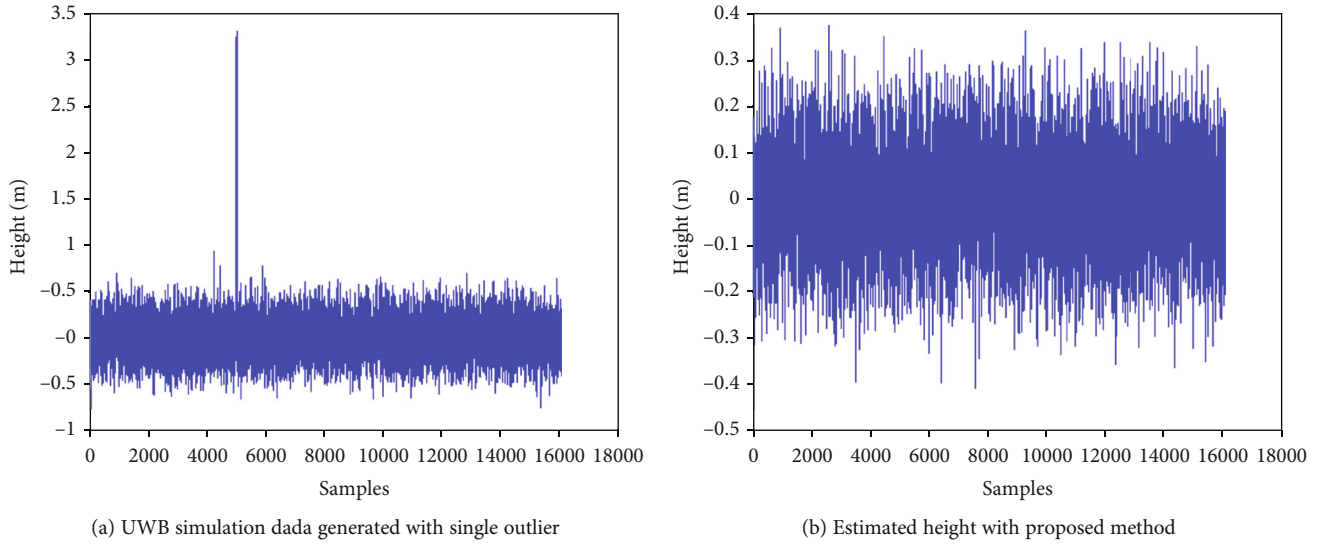 3.5
3
2.5
2
1.5
1
–0.5
–0
–0.5
–1
Height (m)
0 2000 4000 6000 8000 10000 12000 14000 16000 18000
Samples
(a) UWB simulation dada generated with single outlier
0.4
0.3
0.2
0.1
0
–0.1
–0.2
–0.3
–0.4
–0.5
Height (m)
0 2000 4000 6000 8000 10000 12000 14000 16000 18000
Samples
(b) Estimated height with proposed method